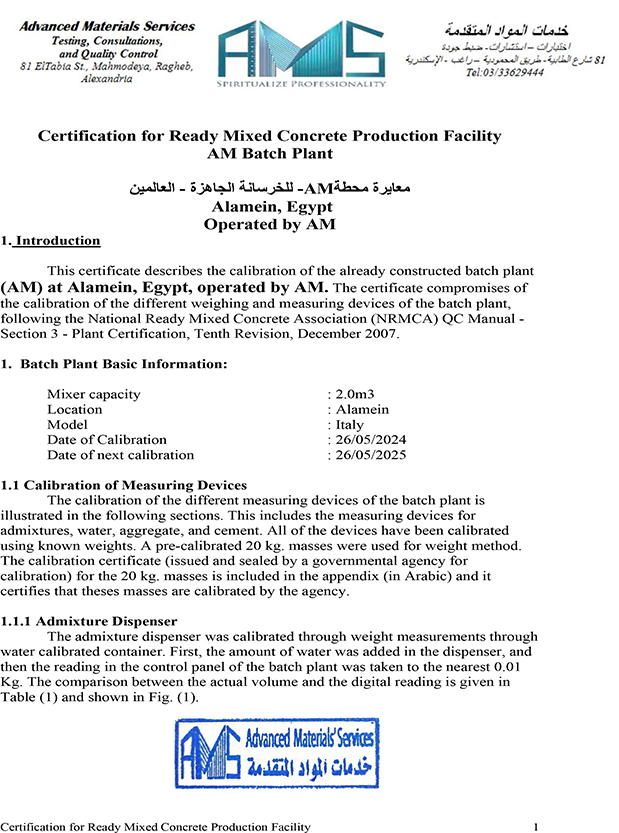 Advanced Materials Services
Testing, Consultations,
and Quality Control
81 ElTabia St., Mahmodeya, Ragheb,
Alexandria
AMS
SPIRITUALIZE PROFESSIONALITY
خدمات المواد المتقدمة
اختبارات – استشارات- ضبط جودة
81 شارع الطابية- طريق المحمودية – راغب - الإسكندرية
Tel:03/33629444
Certification for Ready Mixed Concrete Production Facility
AM Batch Plant
معايرة محطةAM- للخرسانة الجاهزة - العالمين
Alamein, Egypt
Operated by AM
1. Introduction
This certificate describes the calibration of the already constructed batch plant
(AM) at Alamein, Egypt, operated by AM. The certificate compromises of
the calibration of the different weighing and measuring devices of the batch plant,
following the National Ready Mixed Concrete Association (NRMCA) QC Manual -
Section 3 - Plant Certification, Tenth Revision, December 2007.
1. Batch Plant Basic Information:
Mixer capacity : 2.0m3
Location : Alamein
Model : Italy
Date of Calibration : 26/05/2024
Date of next calibration : 26/05/2025
1.1 Calibration of Measuring Devices
The calibration of the different measuring devices of the batch plant is
illustrated in the following sections. This includes the measuring devices for
admixtures, water, aggregate, and cement. All of the devices have been calibrated
using known weights. A pre-calibrated 20 kg. masses were used for weight method.
The calibration certificate (issued and sealed by a governmental agency for
calibration) for the 20 kg. masses is included in the appendix (in Arabic) and it
certifies that theses masses are calibrated by the agency.
1.1.1 Admixture Dispenser
The admixture dispenser was calibrated through weight measurements through
water calibrated container. First, the amount of water was added in the dispenser, and
then the reading in the control panel of the batch plant was taken to the nearest 0.01
Kg. The comparison between the actual volume and the digital reading is given in
Table (1) and shown in Fig. (1).
AMS
Advanced Materials' Services
خدمات المواد المتقدمة
Certification for Ready Mixed Concrete Production Facility 1